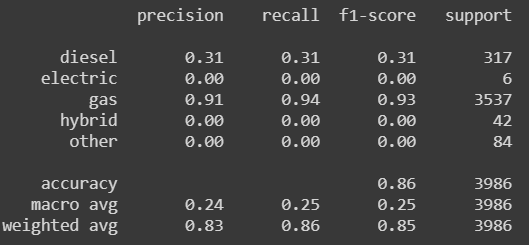 precision recall f1-score support
diesel 0.31 0.31 0.31 317
electric 0.00 0.00 0.00 6
gas 0.91 0.94 0.93 3537
hybrid 0.00 0.00 0.00 42
other 0.00 0.00 0.00 84
accuracy 0.86 3986
macro avg 0.24 0.25 0.25 3986
weighted avg 0.83 0.86 0.85 3986